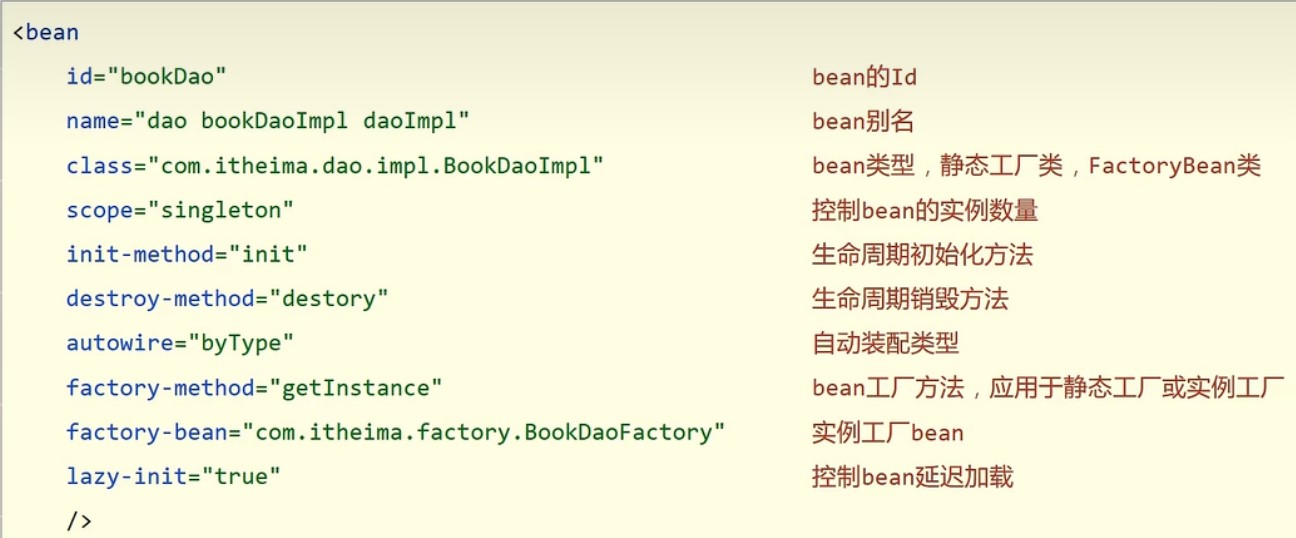 <bean
id="bookDao" bean的Id
name="dao bookDaoImpl daoImpl" bean别名
class="com.itheima.dao.impl.BookDaoImpl" bean类型，静态工厂类，FactoryBean类
scope="singleton" 控制bean的实例数量
init-method="init" 生命周期初始化方法
destroy-method="destory" 生命周期销毁方法
autowire="byType" 自动装配类型
factory-method="getInstance" bean工厂方法，应用于静态工厂或实例工厂
factory-bean="com.itheima.factory.BookDaoFactory" 实例工厂bean
lazy-init="true" 控制bean延迟加载
/>